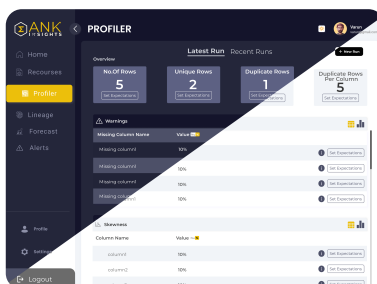 ANK
INSIGHTS
PROFILER
Varun
Home
Recourses
Profiler
Lineage
Forecast
Alerts
Profile
Settings
Logout
Latest Run Recent Runs
+ New Run
Overview
No.Of Rows
5
Set Expectations
Unique Rows
2
Set Expectations
Duplicate Rows
1
Set Expectations
Duplicate Rows
Per Column
5
Set Expectations
Warnings
Missing Column Name Value
Missing column1 10% Set Expectations
Missing column1 10% Set Expectations
Missing column1 10% Set Expectations
Missing column1 10% Set Expectations
Skewness
Column Name Value
column1 10% Set Expectations
column2 10% Set Expectations
10% Set Expectations